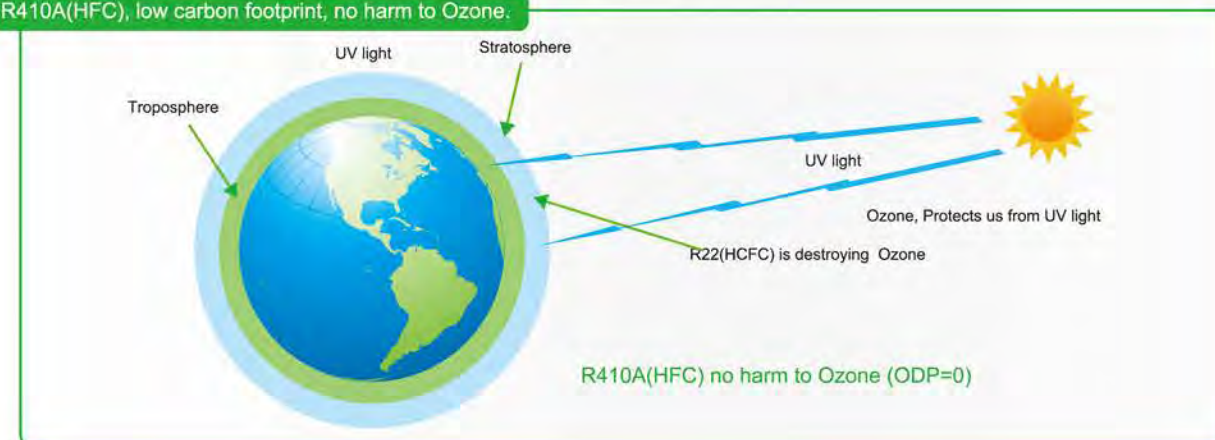 R410A(HFC), low carbon footprint, no harm to Ozone.
UV light
Stratosphere
Troposphere
UV light
Ozone, Protects us from UV light
R22(HCFC) is destroying Ozone
R410A(HFC) no harm to Ozone (ODP=0)